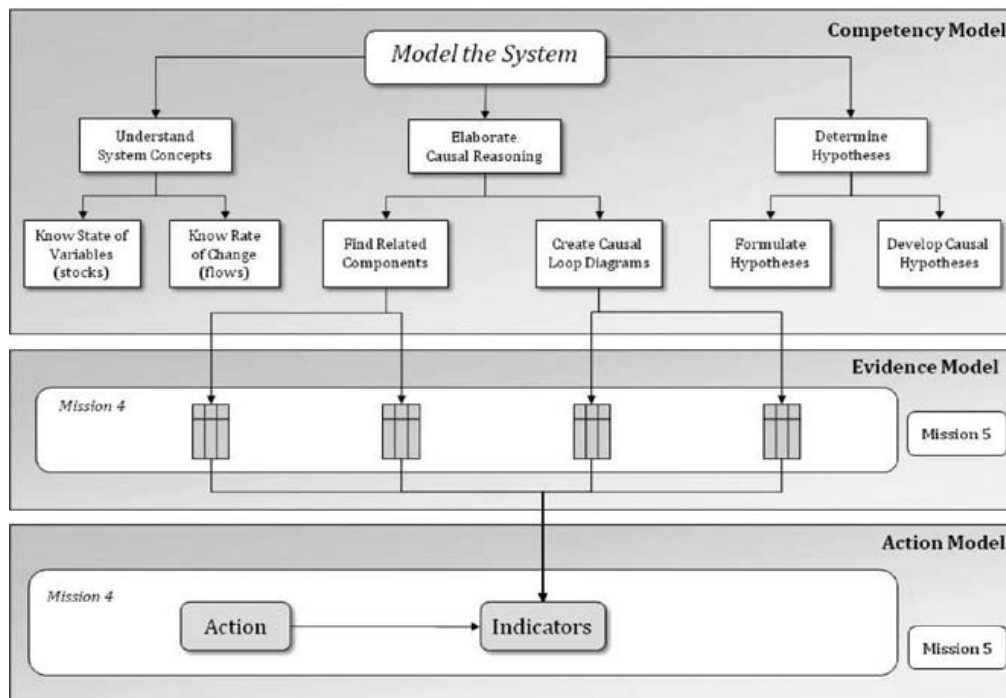 Competency Model
Model the System
Understand
System Concepts
Elaborate
Causal Reasoning
Determine
Hypotheses
Know State of
Variables
(stocks)
Know Rate
of Change
(flows)
Find Related
Components
Create Causal
Loop Diagrams
Formulate
Hypotheses
Develop Causal
Hypotheses
Evidence Model
Mission 4
Mission 5
Action Model
Mission 4
Action
Indicators
Mission 5